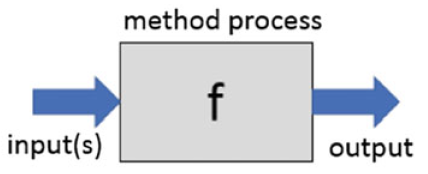 method process
f
input(s)
output